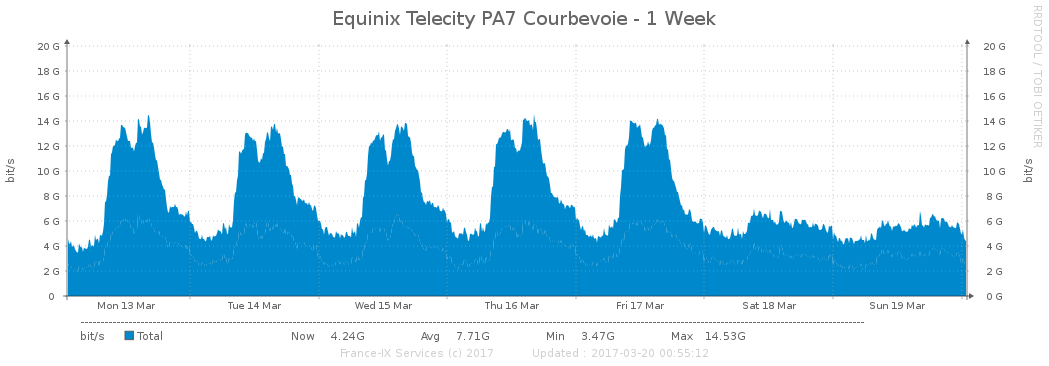 Equinix Telecity PA7 Courbevoie - 1 Week
RRDTOOL / TOBI OETIKER
bit/s
bit/s
20 G 20 G
18 G 18 G
16 G 16 G
14 G 14 G
12 G 12 G
10 G 10 G
8 G 8 G
6 G 6 G
4 G 4 G
2 G 2 G
0 0 G
Mon 13 Mar Tue 14 Mar Wed 15 Mar Thu 16 Mar Fri 17 Mar Sat 18 Mar Sun 19 Mar
bit/s Total Now 4.24G Avg 7.71G Min 3.47G Max 14.53G
France-IX Services (c) 2017 Updated : 2017-03-20 00:55:12